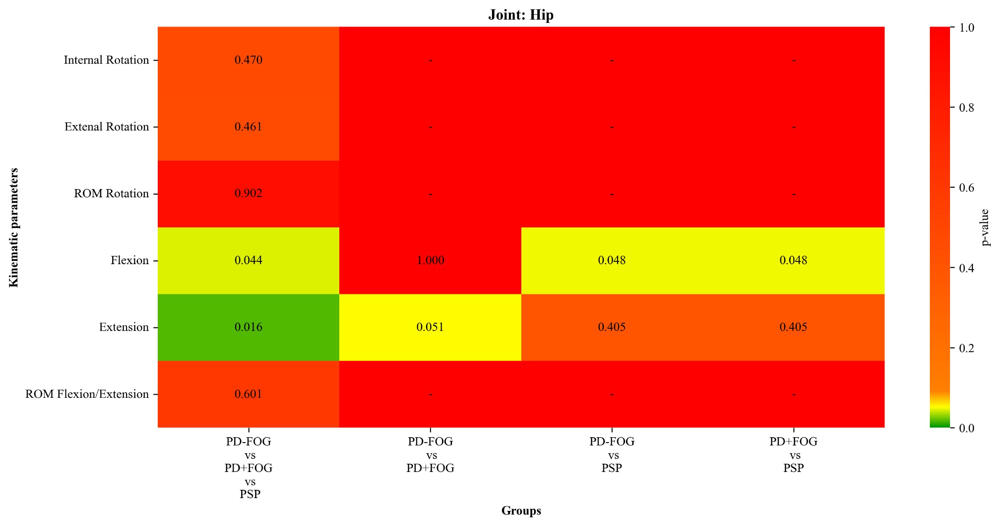 Joint: Hip
Kinematic parameters
Internal Rotation
0.470
-
-
-
Extenal Rotation
0.461
-
-
-
ROM Rotation
0.902
-
-
-
Flexion
0.044
1.000
0.048
0.048
Extension
0.016
0.051
0.405
0.405
ROM Flexion/Extension
0.601
-
-
-
PD-FOG
vs
PD+FOG
vs
PSP
PD-FOG
vs
PD+FOG
PD-FOG
vs
PSP
PD+FOG
vs
PSP
Groups
1.0
0.8
0.6
0.4
0.2
0.0
p-value